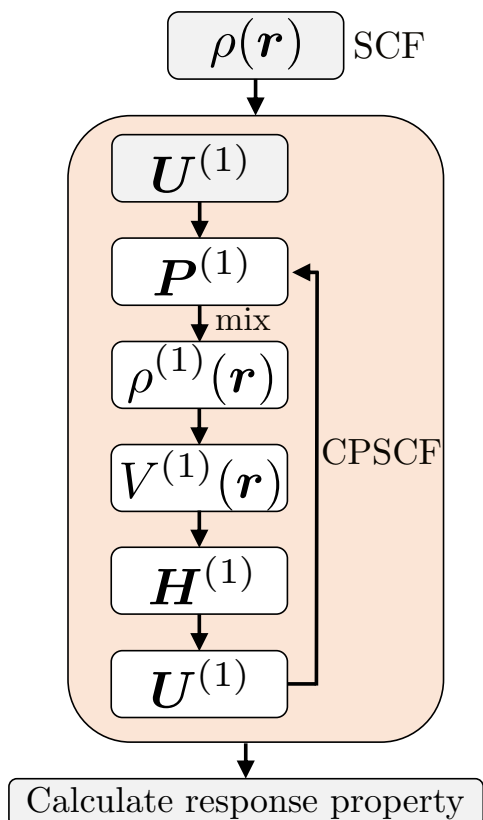 ρ(r) SCF
U^(1)
P^(1)
mix
ρ^(1)(r)
V^(1)(r)
CPSCF
H^(1)
U^(1)
Calculate response property